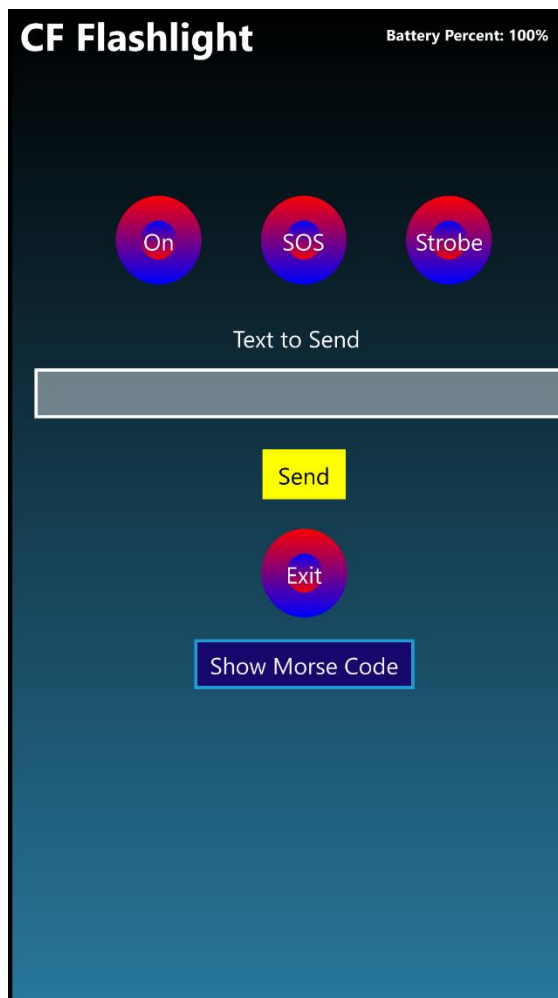 CF Flashlight
Battery Percent: 100%
On
SOS
Strobe
Text to Send
Send
Exit
Show Morse Code